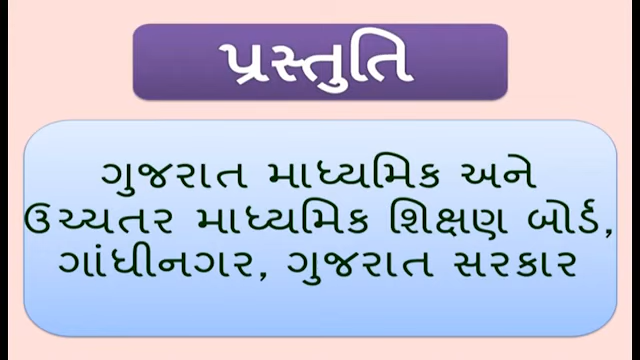 પ્રસ્તુતિ
ગુજરાત માધ્યમિક અને
ઉચ્ચતર માધ્યમિક શિક્ષણ બોર્ડ,
ગાંધીનગર, ગુજરાત સરકાર